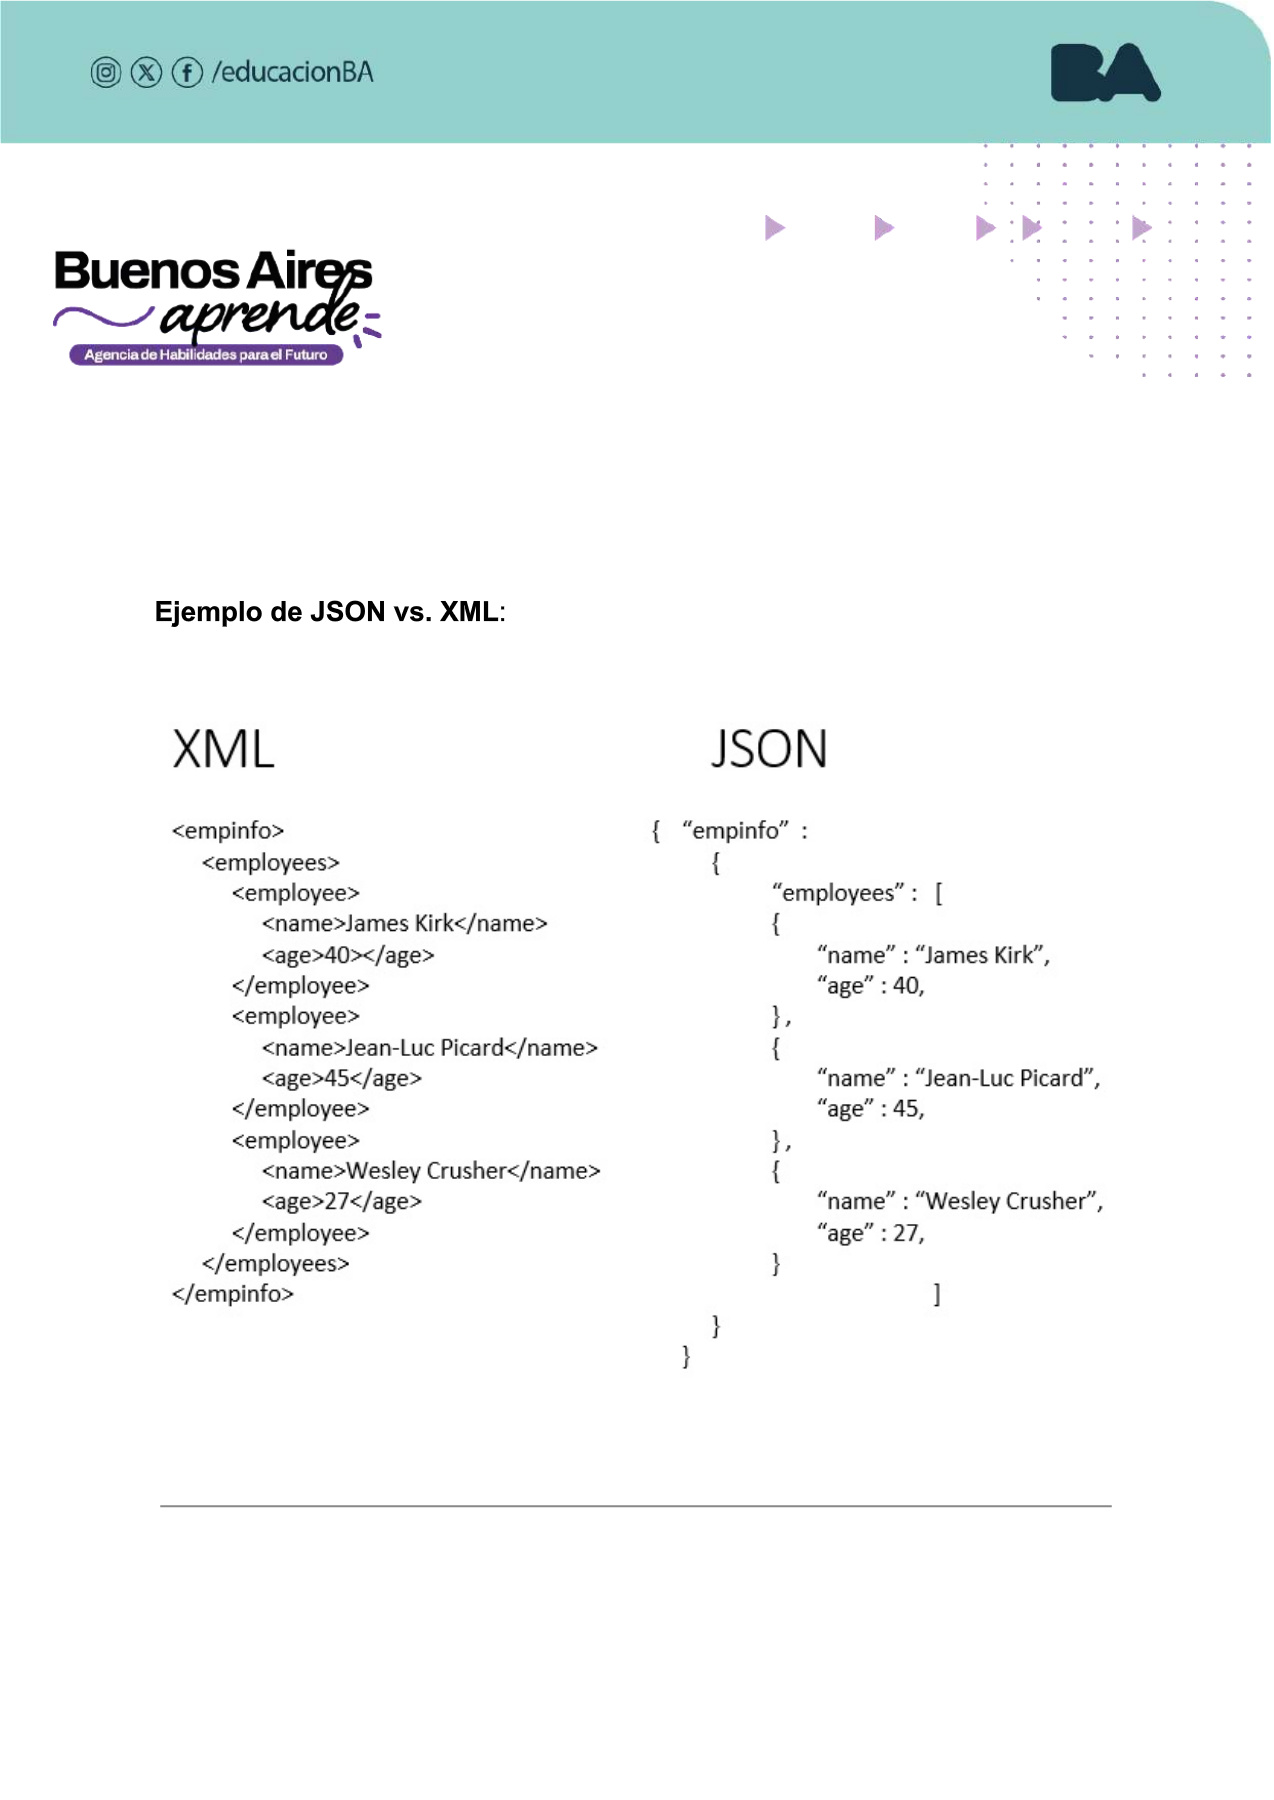 /educacionBA
BA
Buenos Aires
aprende
Agencia de Habilidades para el Futuro
Ejemplo de JSON vs. XML:
XML
<empinfo>
<employees>
<employee>
<name>James Kirk</name>
<age>40></age>
</employee>
<employee>
<name>Jean-Luc Picard</name>
<age>45</age>
</employee>
<employee>
<name>Wesley Crusher</name>
<age>27</age>
</employee>
</employees>
</empinfo>
JSON
{ “empinfo” :
{
“employees” : [
{
“name” : “James Kirk”,
“age” : 40,
},
{
“name” : “Jean-Luc Picard”,
“age” : 45,
},
{
“name” : “Wesley Crusher”,
“age” : 27,
}
]
}
}